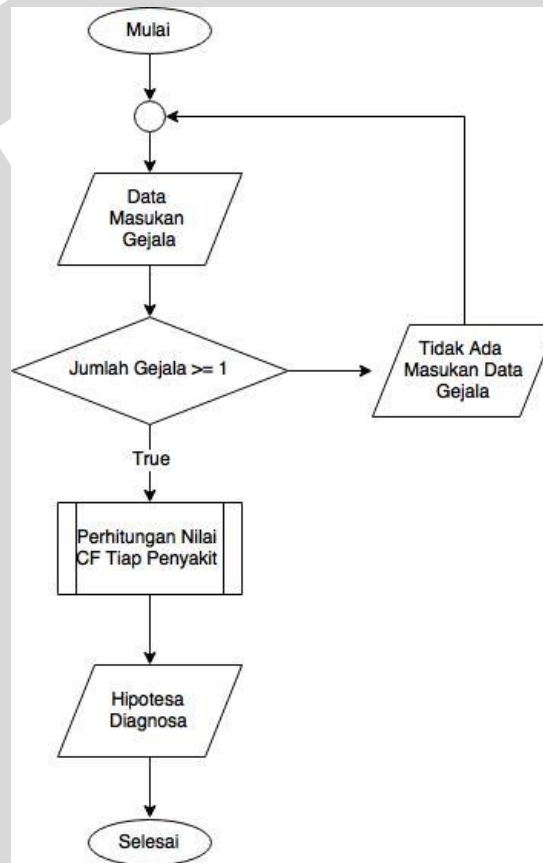 Mulai
Data
Masukan
Gejala
Jumlah Gejala >= 1
Tidak Ada
Masukan Data
Gejala
True
Perhitungan Nilai
CF Tiap Penyakit
Hipotesa
Diagnosa
Selesai